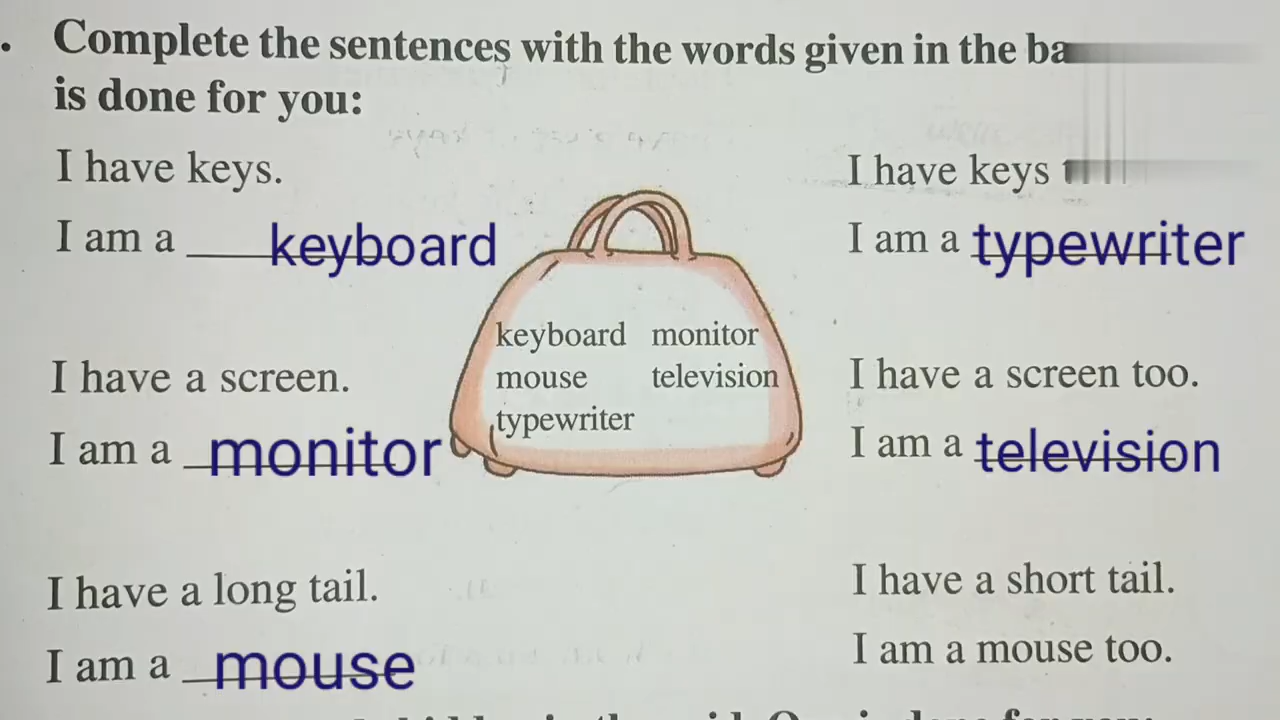 Complete the sentences with the words given in the
is done for you:
I have keys.
I am a keyboard
I have a screen.
I am a monitor
I have a long tail.
I am a mouse
keyboard monitor
mouse television
typewriter
I have keys
I am a typewriter
I have a screen too.
I am a television
I have a short tail.
I am a mouse too.